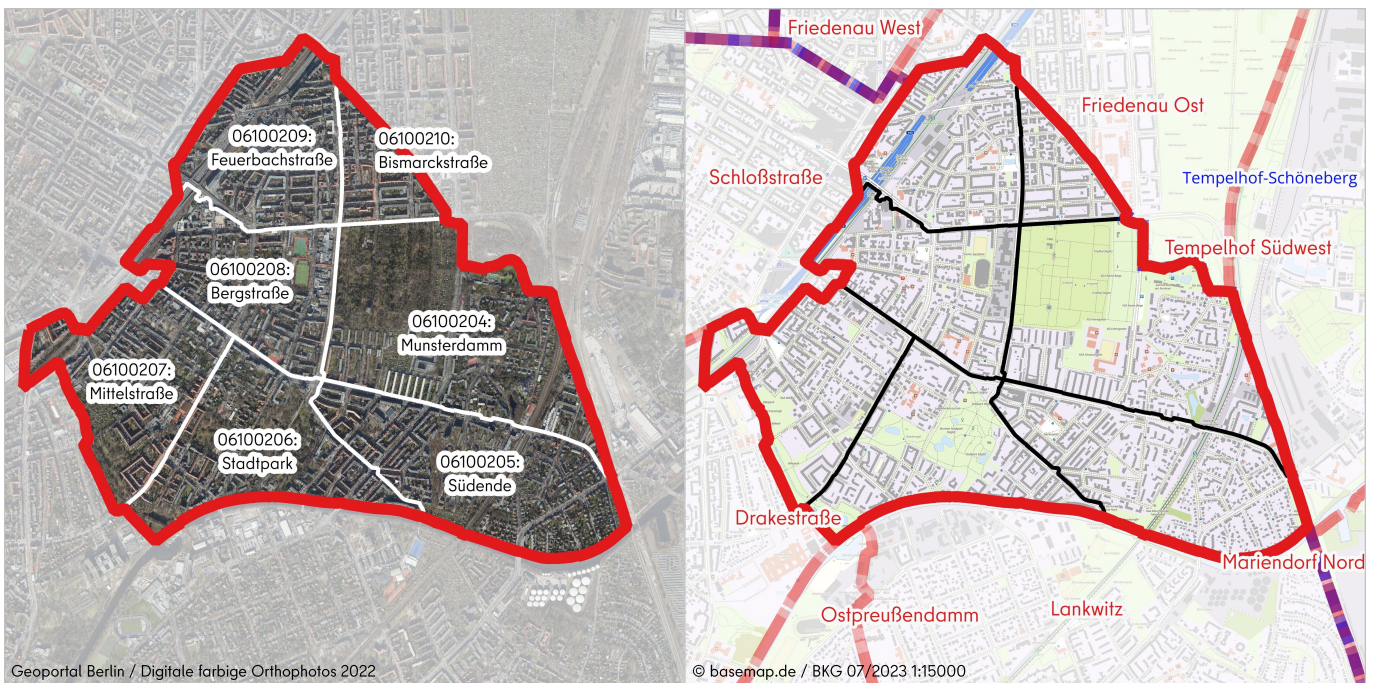 06100209:
Feuerbachstraße
06100210:
Bismarckstraße
06100208:
Bergstraße
06100204:
Munsterdamm
06100207:
Mittelstraße
06100206:
Stadtpark
06100205:
Südende
Geoportal Berlin / Digitale farbige Orthophotos 2022
Friedenau West
Friedenau Ost
Schloßstraße
Tempelhof-Schöneberg
Tempelhof Südwest
Drakestraße
Mariendorf Nord
Ostpreußendamm
Lankwitz
© basemap.de / BKG 07/2023 1:15000